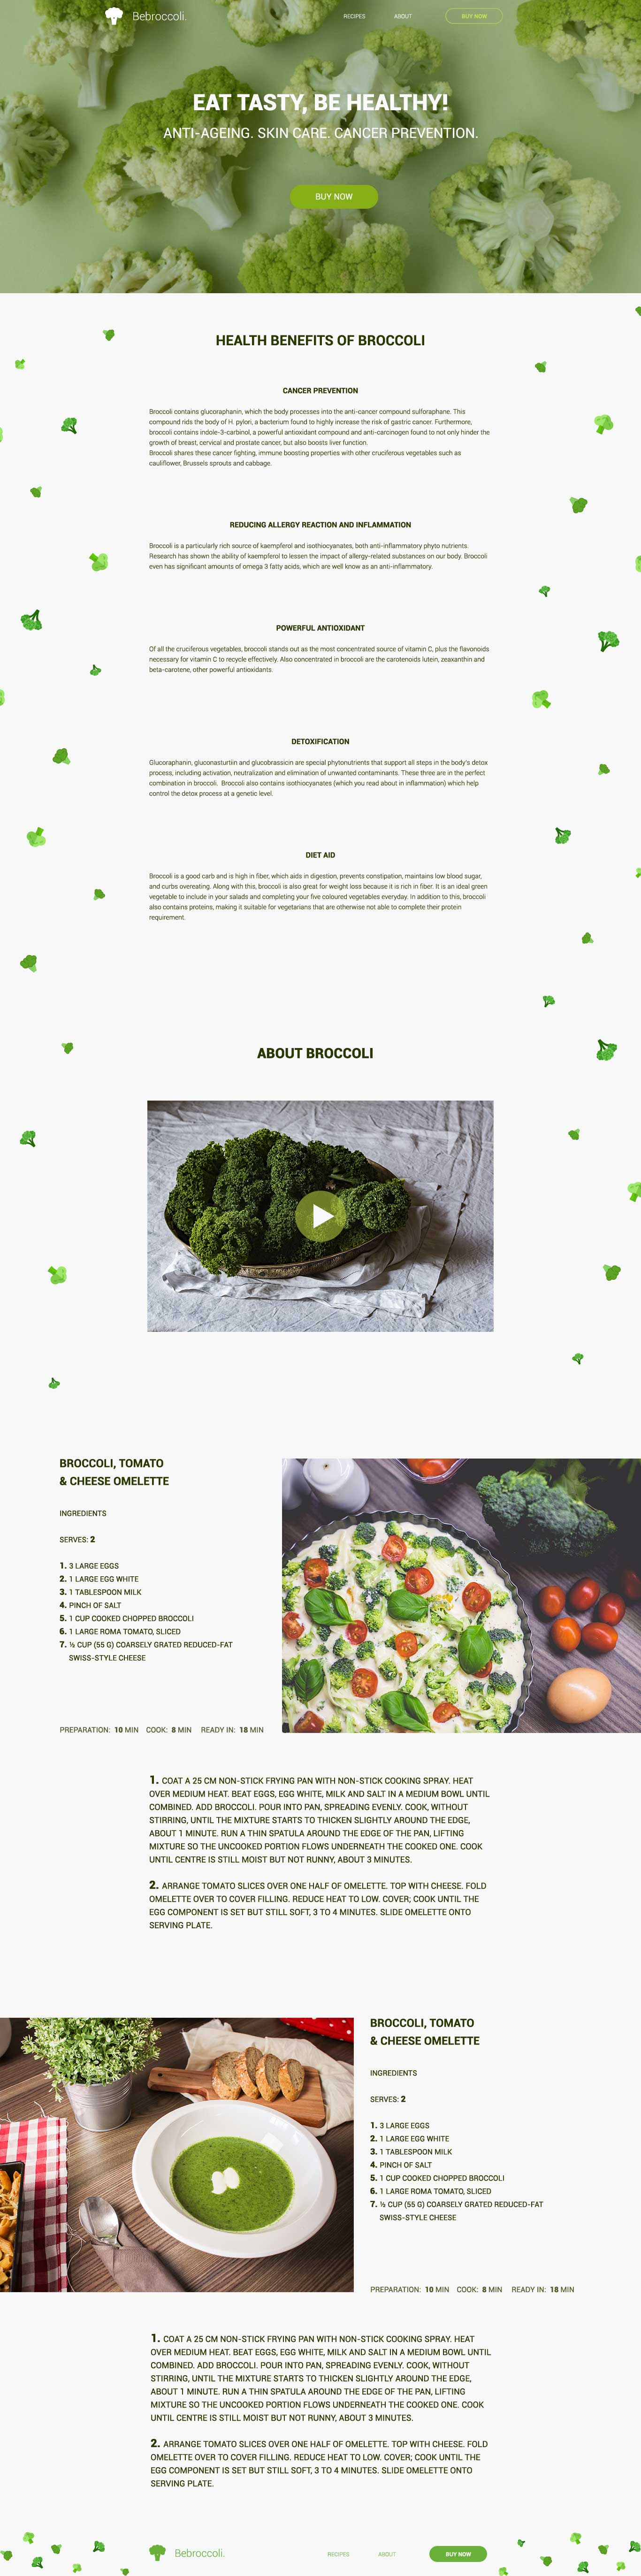 Bebroccoli.
RECIPES
ABOUT
BUY NOW
EAT TASTY, BE HEALTHY!
ANTI-AGEING. SKIN CARE. CANCER PREVENTION.
BUY NOW
HEALTH BENEFITS OF BROCCOLI
CANCER PREVENTION
Broccoli contains glucoraphanin, which the body processes into the anti-cancer compound sulforaphane. This
compound rids the body of H. pylori, a bacterium found to highly increase the risk of gastric cancer. Furthermore,
broccoli contains indole-3-carbinol, a powerful antioxidant compound and anti-carcinogen found to not only hinder the
growth of breast, cervical and prostate cancer, but also boosts liver function.
Broccoli shares these cancer fighting, immune boosting properties with other cruciferous vegetables such as
cauliflower, Brussels sprouts and cabbage.
REDUCING ALLERGY REACTION AND INFLAMMATION
Broccoli is a particularly rich source of kaempferol and isothiocyanates, both anti-inflammatory phyto nutrients.
Research has shown the ability of kaempferol to lessen the impact of allergy-related substances on our body. Broccoli
even has significant amounts of omega 3 fatty acids, which are well know as an anti-inflammatory.
POWERFUL ANTIOXIDANT
Of all the cruciferous vegetables, broccoli stands out as the most concentrated source of vitamin C, plus the flavonoids
necessary for vitamin C to recycle effectively. Also concentrated in broccoli are the carotenoids lutein, zeaxanthin and
beta-carotene, other powerful antioxidants.
DETOXIFICATION
Glucoraphanin, gluconasturtiin and glucobrassicin are special phytonutrients that support all steps in the body's detox
process, including activation, neutralization and elimination of unwanted contaminants. These three are in the perfect
combination in broccoli. Broccoli also contains isothiocyanates (which you read about in inflammation) which help
control the detox process at a genetic level.
DIET AID
Broccoli is a good carb and is high in fiber, which aids in digestion, prevents constipation, maintains low blood sugar,
and curbs overeating. Along with this, broccoli is also great for weight loss because it is rich in fiber. It is an ideal green
vegetable to include in your salads and completing your five coloured vegetables everyday. In addition to this, broccoli
also contains proteins, making it suitable for vegetarians that are otherwise not able to complete their protein
requirement.
ABOUT BROCCOLI
BROCCOLI, TOMATO
& CHEESE OMELETTE
INGREDIENTS
SERVES: 2
1. 3 LARGE EGGS
2. 1 LARGE EGG WHITE
3. 1 TABLESPOON MILK
4. PINCH OF SALT
5. 1 CUP COOKED CHOPPED BROCCOLI
6. 1 LARGE ROMA TOMATO, SLICED
7. ½ CUP (55 G) COARSELY GRATED REDUCED-FAT
SWISS-STYLE CHEESE
PREPARATION: 10 MIN COOK: 8 MIN READY IN: 18 MIN
1. COAT A 25 CM NON-STICK FRYING PAN WITH NON-STICK COOKING SPRAY. HEAT
OVER MEDIUM HEAT. BEAT EGGS, EGG WHITE, MILK AND SALT IN A MEDIUM BOWL UNTIL
COMBINED. ADD BROCCOLI. POUR INTO PAN, SPREADING EVENLY. COOK, WITHOUT
STIRRING, UNTIL THE MIXTURE STARTS TO THICKEN SLIGHTLY AROUND THE EDGE,
ABOUT 1 MINUTE. RUN A THIN SPATULA AROUND THE EDGE OF THE PAN, LIFTING
MIXTURE SO THE UNCOOKED PORTION FLOWS UNDERNEATH THE COOKED ONE. COOK
UNTIL CENTRE IS STILL MOIST BUT NOT RUNNY, ABOUT 3 MINUTES.
2. ARRANGE TOMATO SLICES OVER ONE HALF OF OMELETTE. TOP WITH CHEESE. FOLD
OMELETTE OVER TO COVER FILLING. REDUCE HEAT TO LOW. COVER; COOK UNTIL THE
EGG COMPONENT IS SET BUT STILL SOFT, 3 TO 4 MINUTES. SLIDE OMELETTE ONTO
SERVING PLATE.
BROCCOLI, TOMATO
& CHEESE OMELETTE
INGREDIENTS
SERVES: 2
1. 3 LARGE EGGS
2. 1 LARGE EGG WHITE
3. 1 TABLESPOON MILK
4. PINCH OF SALT
5. 1 CUP COOKED CHOPPED BROCCOLI
6. 1 LARGE ROMA TOMATO, SLICED
7. ½ CUP (55 G) COARSELY GRATED REDUCED-FAT
SWISS-STYLE CHEESE
PREPARATION: 10 MIN COOK: 8 MIN READY IN: 18 MIN
1. COAT A 25 CM NON-STICK FRYING PAN WITH NON-STICK COOKING SPRAY. HEAT
OVER MEDIUM HEAT. BEAT EGGS, EGG WHITE, MILK AND SALT IN A MEDIUM BOWL UNTIL
COMBINED. ADD BROCCOLI. POUR INTO PAN, SPREADING EVENLY. COOK, WITHOUT
STIRRING, UNTIL THE MIXTURE STARTS TO THICKEN SLIGHTLY AROUND THE EDGE,
ABOUT 1 MINUTE. RUN A THIN SPATULA AROUND THE EDGE OF THE PAN, LIFTING
MIXTURE SO THE UNCOOKED PORTION FLOWS UNDERNEATH THE COOKED ONE. COOK
UNTIL CENTRE IS STILL MOIST BUT NOT RUNNY, ABOUT 3 MINUTES.
2. ARRANGE TOMATO SLICES OVER ONE HALF OF OMELETTE. TOP WITH CHEESE. FOLD
OMELETTE OVER TO COVER FILLING. REDUCE HEAT TO LOW. COVER; COOK UNTIL THE
EGG COMPONENT IS SET BUT STILL SOFT, 3 TO 4 MINUTES. SLIDE OMELETTE ONTO
SERVING PLATE.
Bebroccoli.
RECIPES
ABOUT
BUY NOW